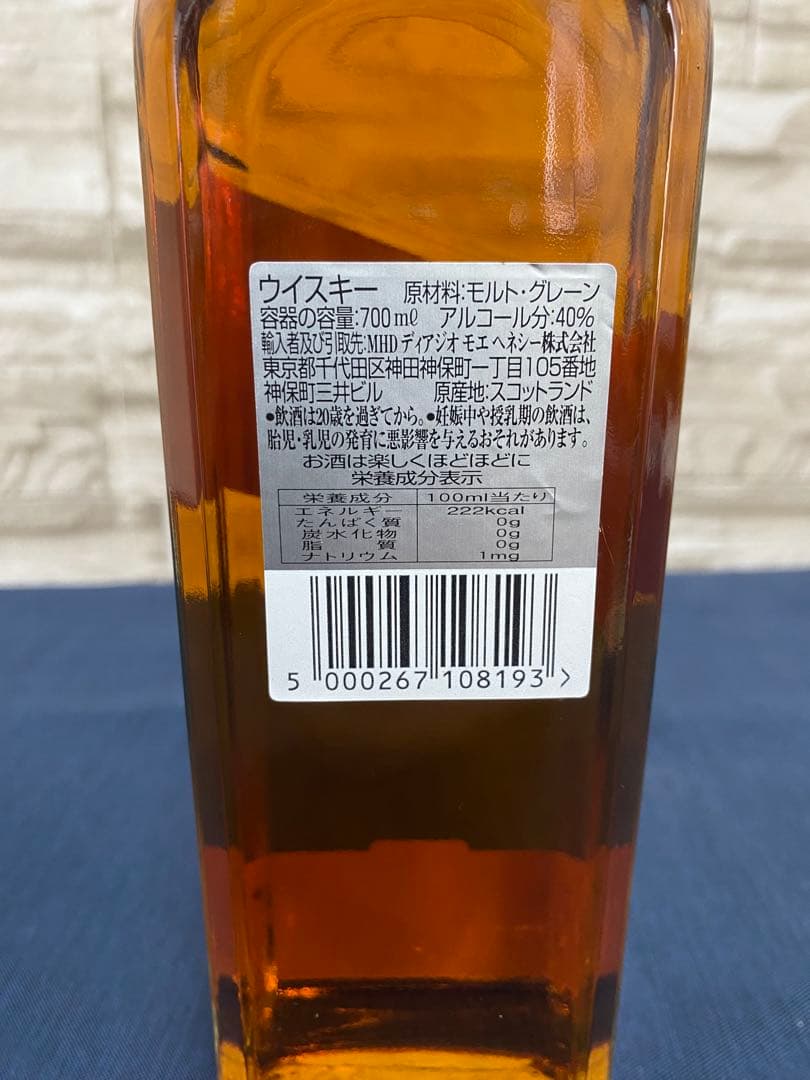 ウイスキー 原材料:モルト・グレーン
容器の容量:700mℓ アルコール分:40%
輸入者及び引取先:MHD ディアジオ モエ ヘネシー株式会社
東京都千代田区神田神保町一丁目105番地
神保町三井ビル 原産地:スコットランド
●飲酒は20歳を過ぎてから。●妊娠中や授乳期の飲酒は、
胎児・乳児の発育に悪影響を与えるおそれがあります。
お酒は楽しくほどほどに
栄養成分表示
栄養成分 100ml当たり
エネルギー 222kcal
たんぱく質 0g
炭水化物 0g
脂質 0g
ナトリウム 1mg
5 000267 108193 >